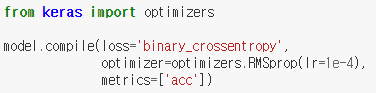 from keras import optimizers
model.compile(loss='binary_crossentropy',
optimizer=optimizers.RMSprop(lr=1e-4),
metrics=['acc'])